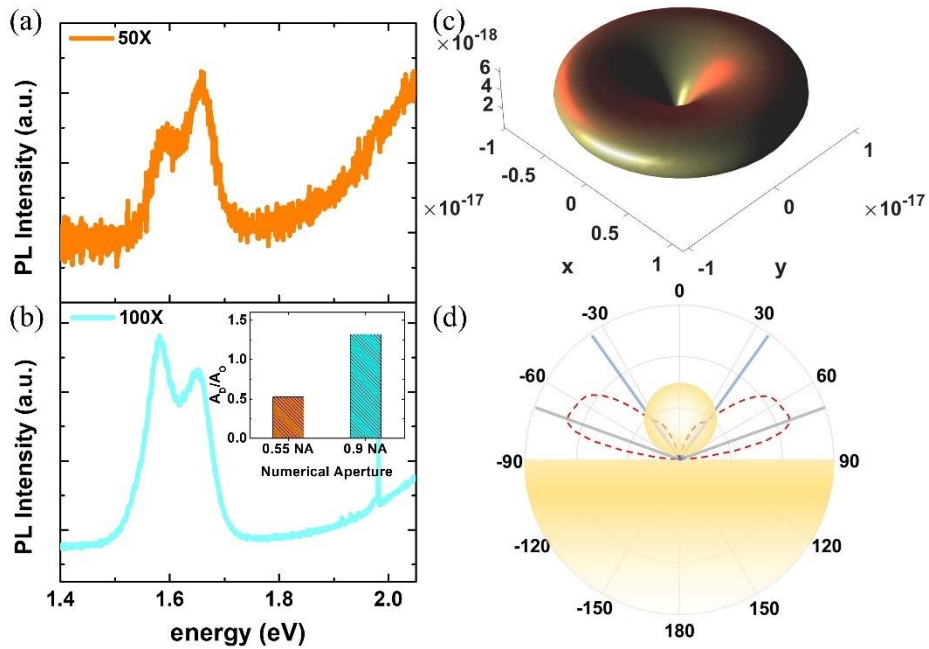 (a)
50X
PL Intensity (a.u.)
(b)
100X
PL Intensity (a.u.)
1.5
1.0
0.5
0.0
A_D/A_O
0.55 NA
0.9 NA
Numerical Aperture
1.4
1.6
1.8
2.0
energy (eV)
(c)
×10⁻¹⁸
6
4
2
-1
-0.5
0
0.5
1
×10⁻¹⁷
x
1
0
-1
×10⁻¹⁷
y
(d)
0
-30
30
-60
60
-90
90
-120
120
-150
150
180